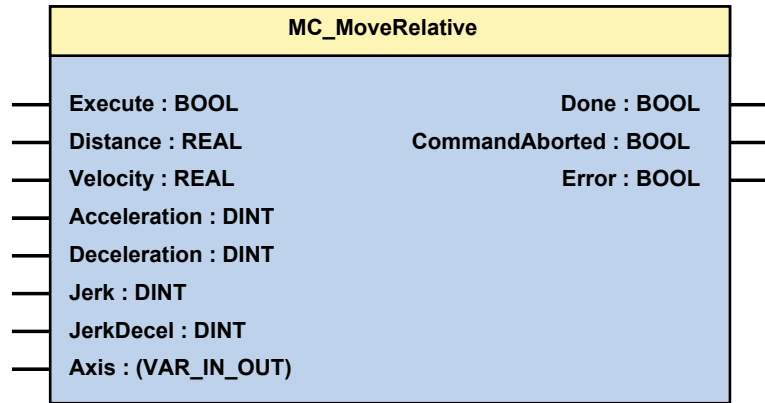 MC_MoveRelative
Execute : BOOL Done : BOOL
Distance : REAL CommandAborted : BOOL
Velocity : REAL Error : BOOL
Acceleration : DINT
Deceleration : DINT
Jerk : DINT
JerkDecel : DINT
Axis : (VAR_IN_OUT)